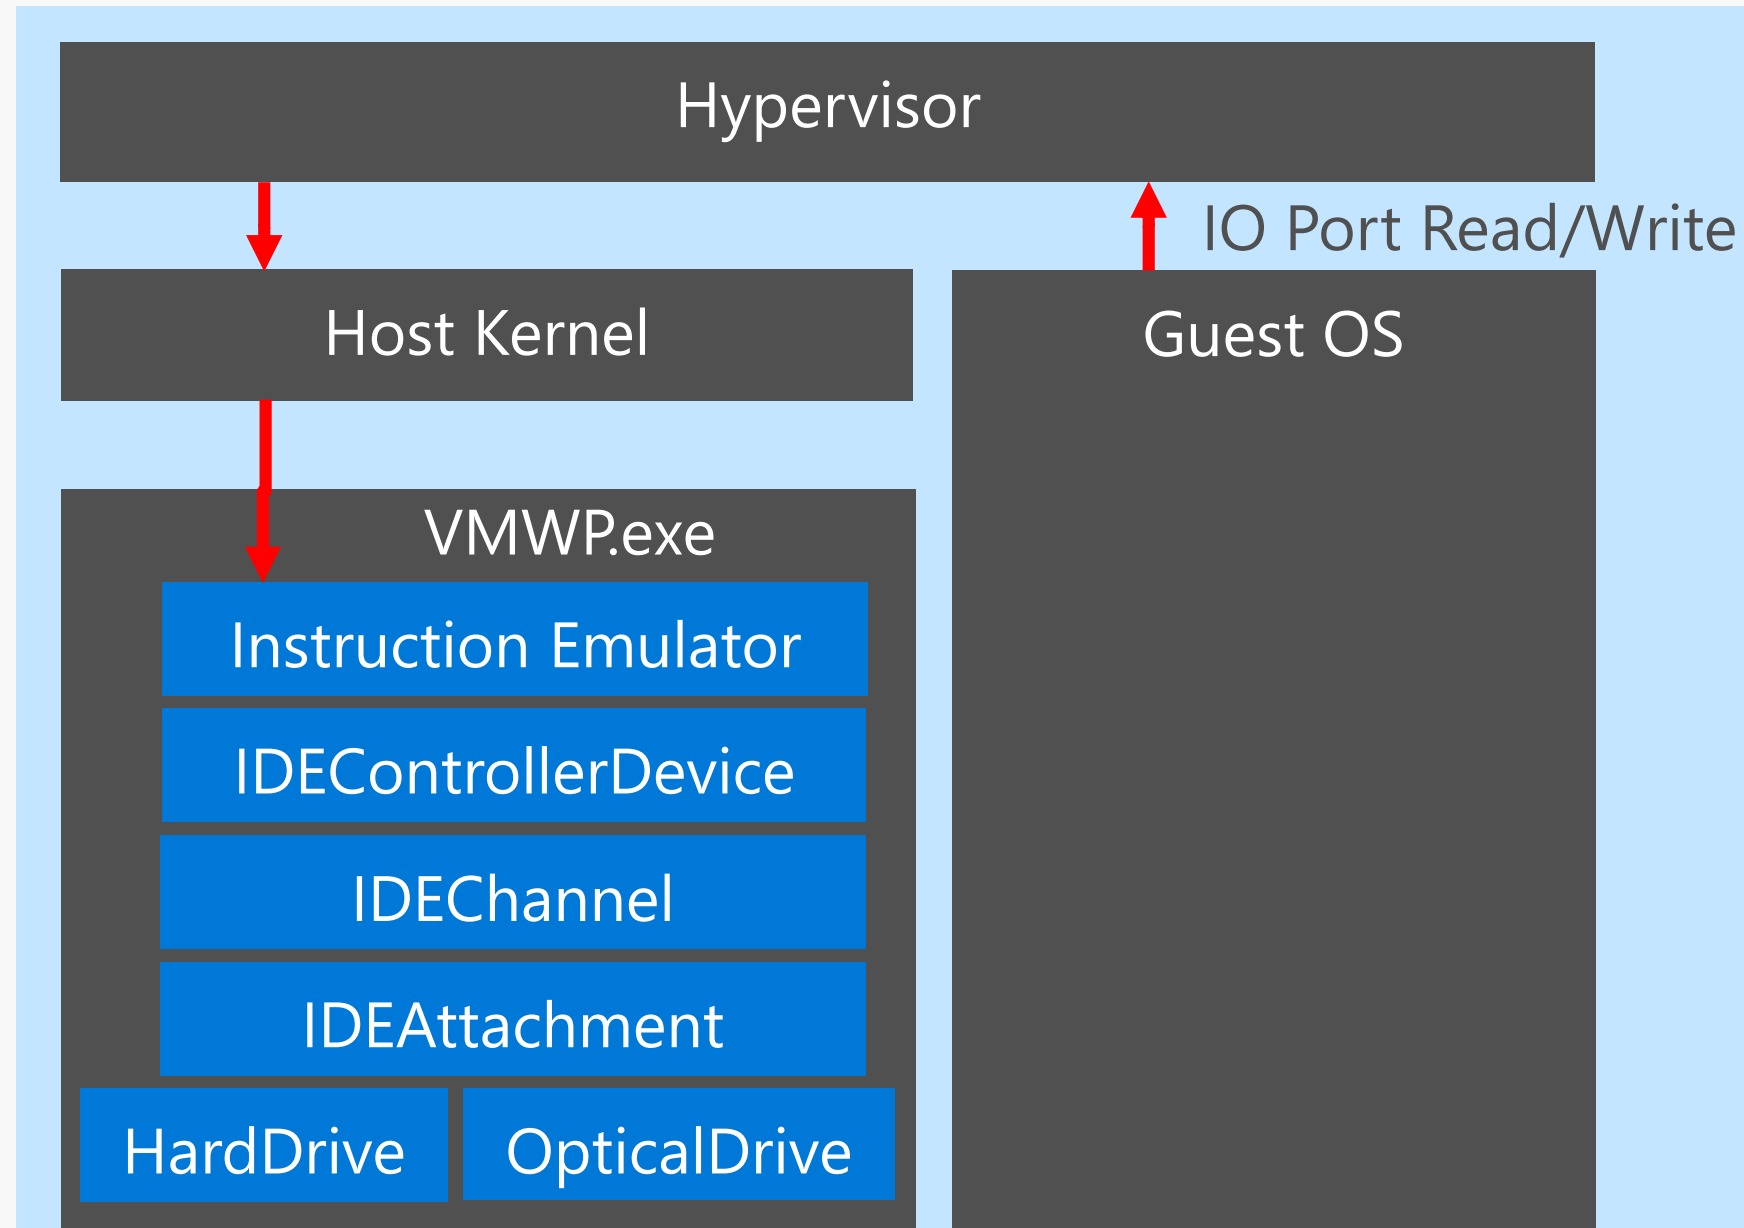 Hypervisor
IO Port Read/Write
Host Kernel
Guest OS
VMWP.exe
Instruction Emulator
IDEControllerDevice
IDEChannel
IDEAttachment
HardDrive
OpticalDrive